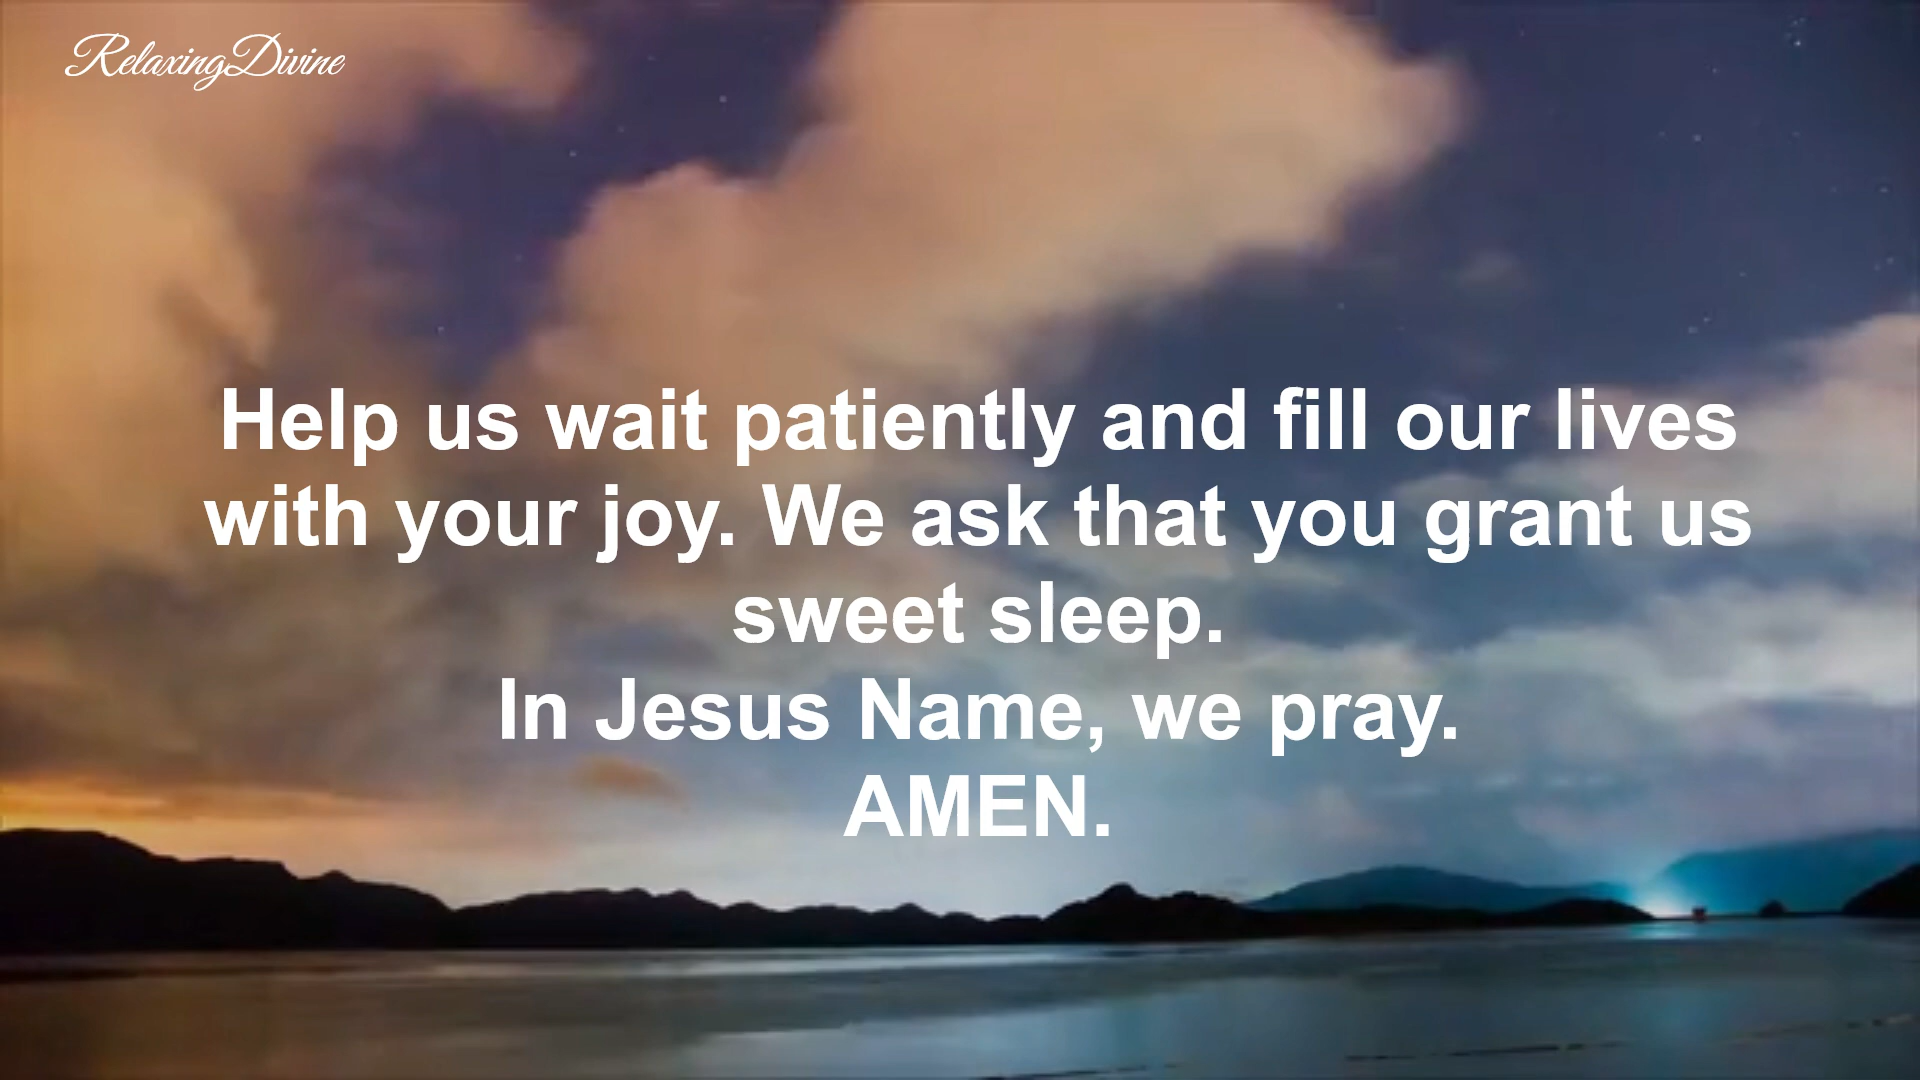 RelaxingDivine
Help us wait patiently and fill our lives
with your joy. We ask that you grant us
sweet sleep.
In Jesus Name, we pray.
AMEN.